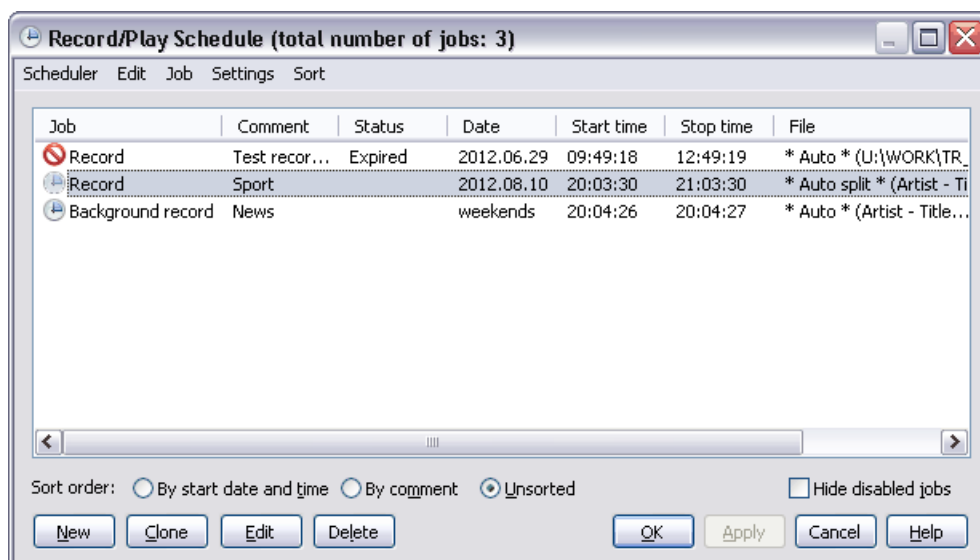 Record/Play Schedule (total number of jobs: 3)
Scheduler Edit Job Settings Sort
Job Comment Status Date Start time Stop time File
Record Test recor... Expired 2012.06.29 09:49:18 12:49:19 * Auto * (U:\WORK\TR_
Record Sport 2012.08.10 20:03:30 21:03:30 * Auto split * (Artist - Ti
Background record News weekends 20:04:26 20:04:27 * Auto * (Artist - Title...
Sort order: By start date and time By comment Unsorted Hide disabled jobs
New Clone Edit Delete OK Apply Cancel Help